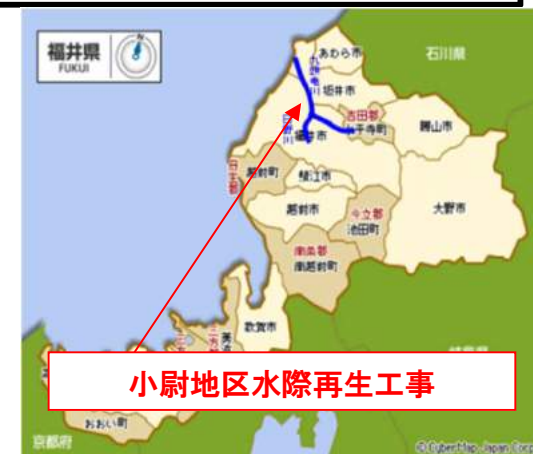 福井県
FUKUI
N
あわら市
石川県
九頭竜川
坂井市
吉田郡
永平寺町
勝山市
日野川
福井市
丹生郡
越前町
鯖江市
越前市
今立郡
池田町
大野市
南条郡
南越前町
敦賀市
小尉地区水際再生工事
おおい町
京都府
© CyberMap Japan Corp